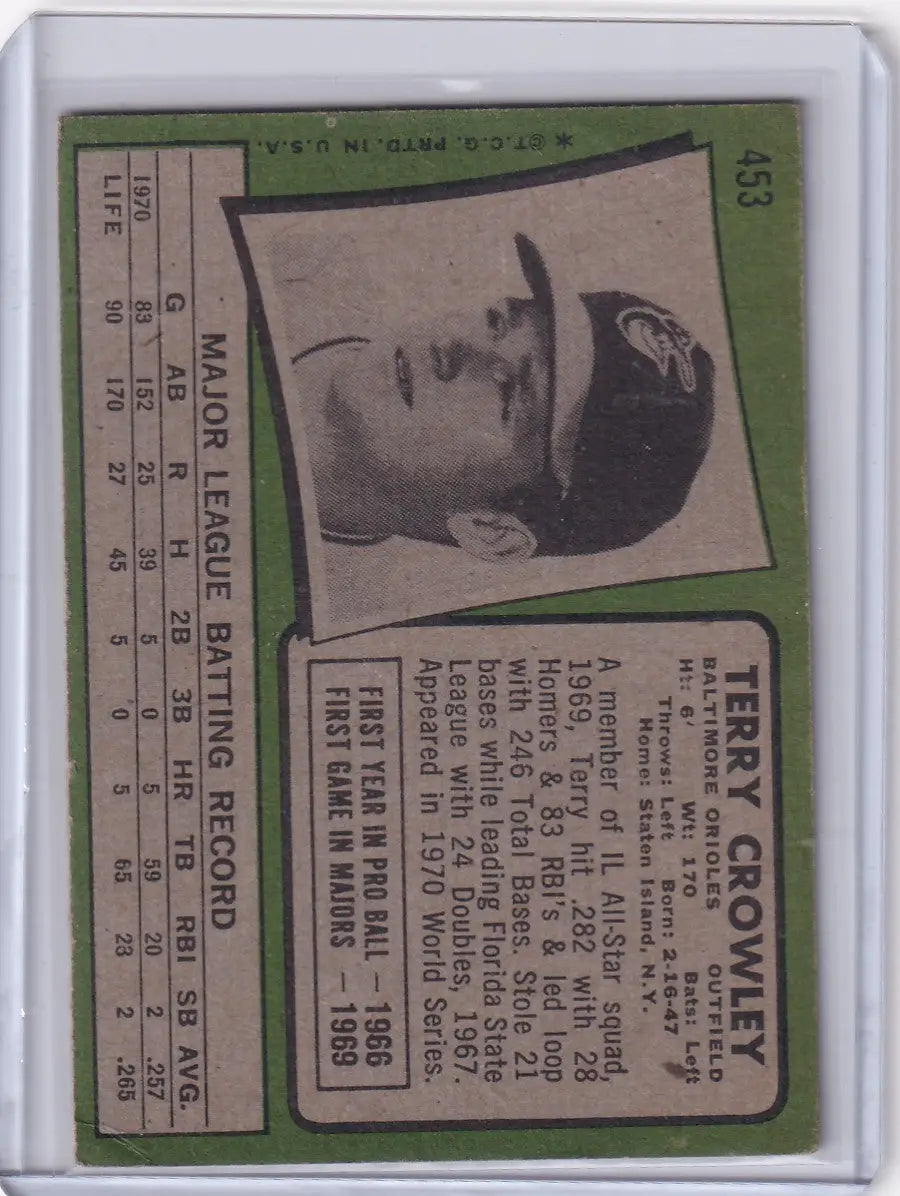 453
* ©T.C.G. PRTD. IN U.S.A.
TERRY CROWLEY
BALTIMORE ORIOLES OUTFIELD
Ht: 6' Wt: 170 Bats: Left
Throws: Left Born: 2-16-47
Home: Staten Island, N.Y.
A member of IL All-Star squad,
1969, Terry hit .282 with 28
Homers & 83 RBI's & led loop
with 246 Total Bases. Stole 21
bases while leading Florida State
League with 24 Doubles, 1967.
Appeared in 1970 World Series.
FIRST YEAR IN PRO BALL — 1966
FIRST GAME IN MAJORS — 1969
MAJOR LEAGUE BATTING RECORD
G AB R H 2B 3B HR TB RBI SB AVG.
1970 83 152 25 39 5 0 5 59 20 2 .257
LIFE 90 170 27 45 5 0 5 65 23 2 .265